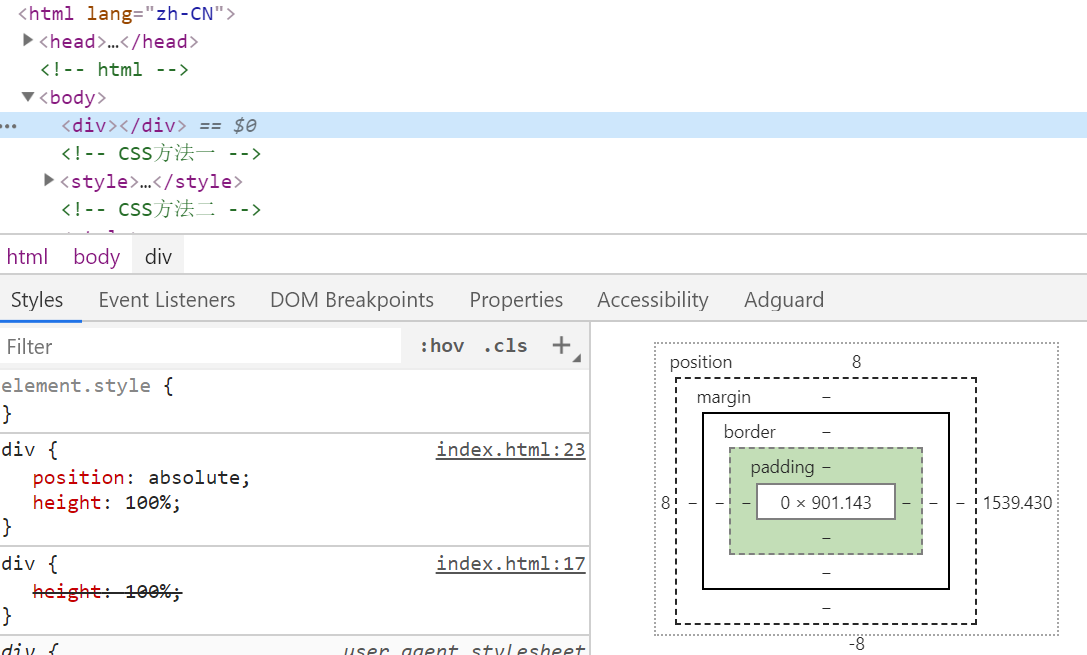 <html lang="zh-CN">
▶<head>…</head>
<!-- html -->
▼<body>
… <div></div> == $0
<!-- CSS方法一 -->
▶<style>…</style>
<!-- CSS方法二 -->
html body div
Styles Event Listeners DOM Breakpoints Properties Accessibility Adguard
Filter :hov .cls +
element.style {
}
div { index.html:23
position: absolute;
height: 100%;
}
div { index.html:17
height: 100%;
}
div { user agent stylesheet
position 8
margin –
border –
padding –
8 – – – 0 × 901.143 – – – 1539.430
–
–
–
-8